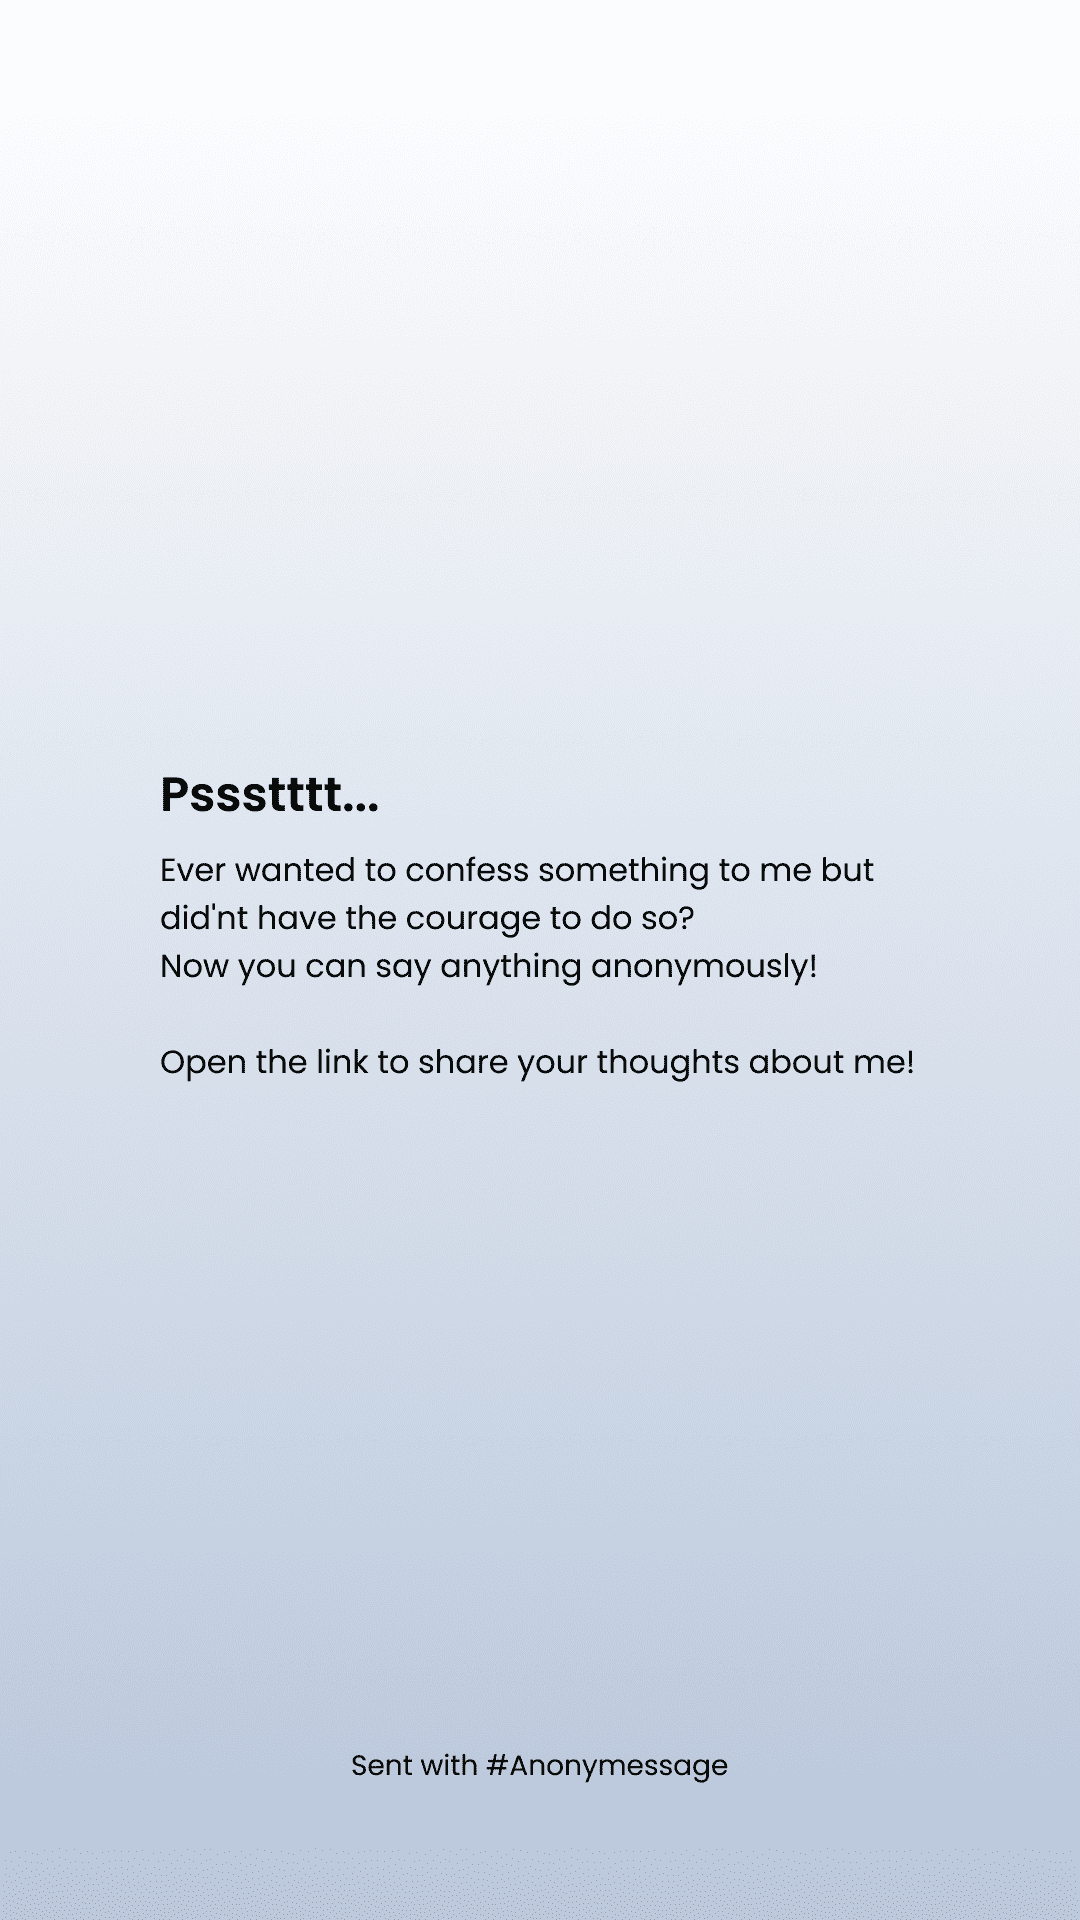 Pssstttt...
Ever wanted to confess something to me but
did'nt have the courage to do so?
Now you can say anything anonymously!
Open the link to share your thoughts about me!
Sent with #Anonymessage